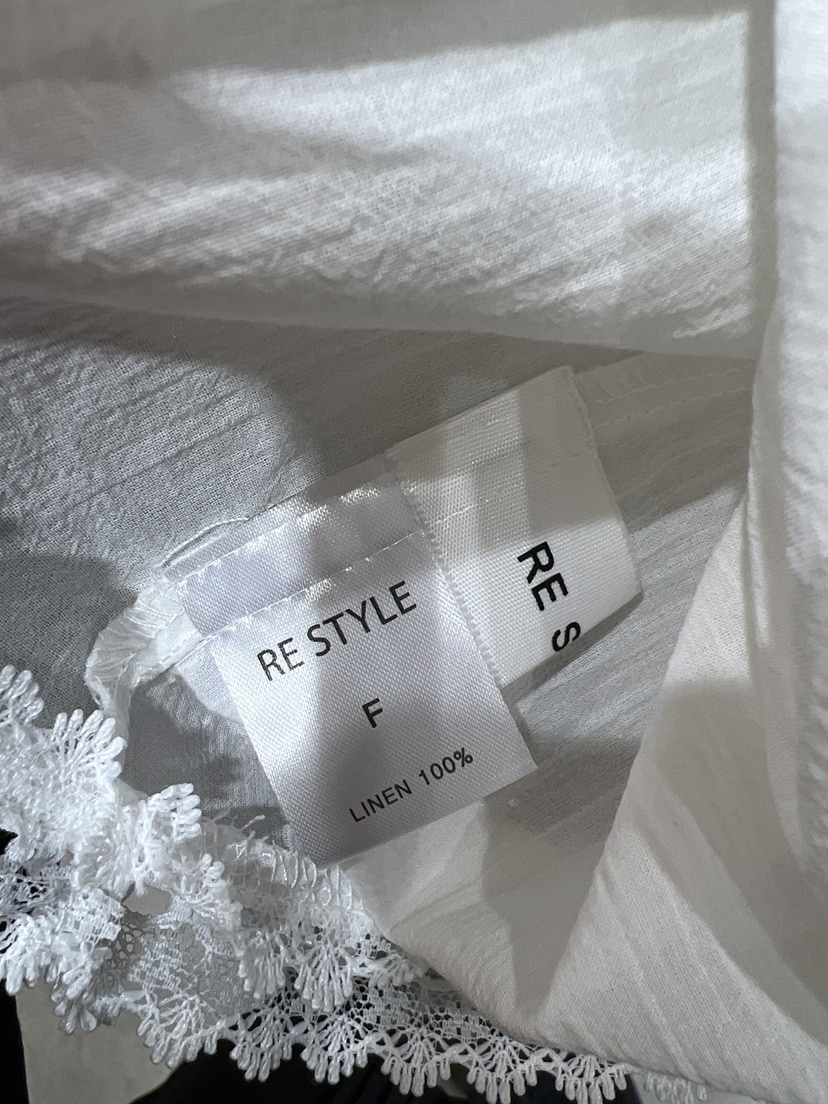 RE STYLE
F
LINEN 100%
RE S